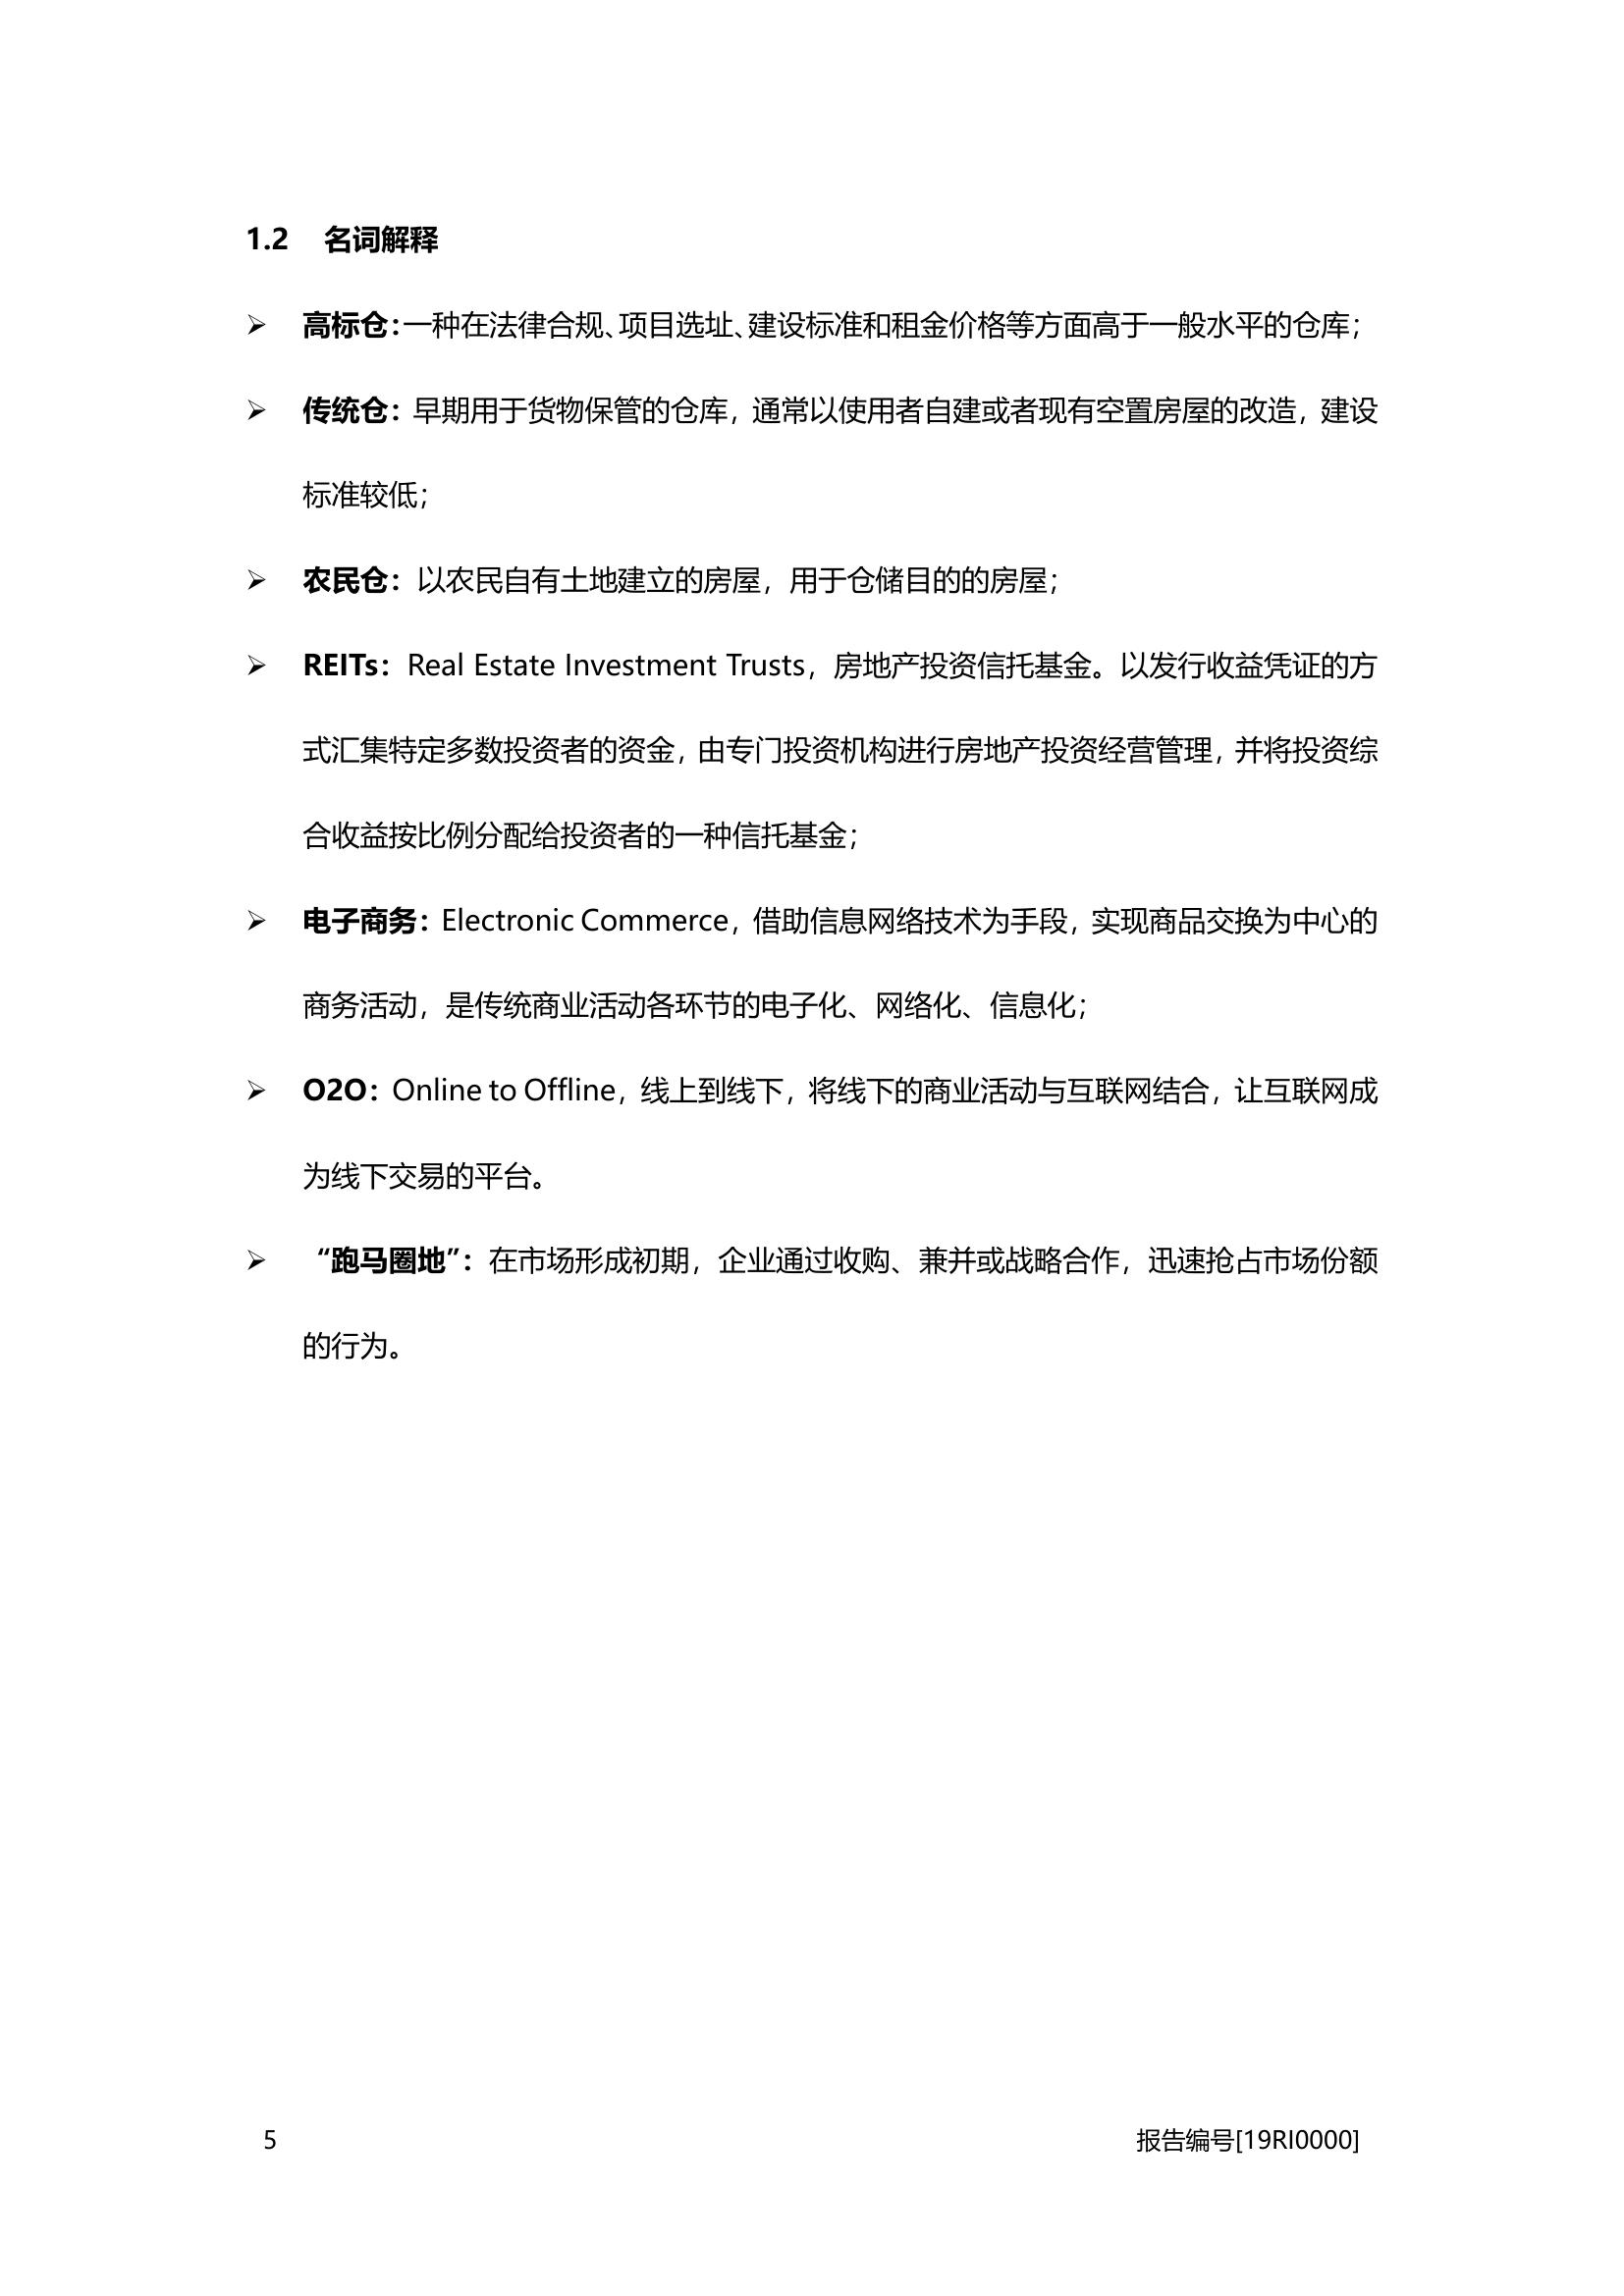 1.2 名词解释
➢ 高标仓：一种在法律合规、项目选址、建设标准和租金价格等方面高于一般水平的仓库；
➢ 传统仓：早期用于货物保管的仓库，通常以使用者自建或者现有空置房屋的改造，建设
标准较低；
➢ 农民仓：以农民自有土地建立的房屋，用于仓储目的的房屋；
➢ REITs：Real Estate Investment Trusts，房地产投资信托基金。以发行收益凭证的方
式汇集特定多数投资者的资金，由专门投资机构进行房地产投资经营管理，并将投资综
合收益按比例分配给投资者的一种信托基金；
➢ 电子商务：Electronic Commerce，借助信息网络技术为手段，实现商品交换为中心的
商务活动，是传统商业活动各环节的电子化、网络化、信息化；
➢ O2O：Online to Offline，线上到线下，将线下的商业活动与互联网结合，让互联网成
为线下交易的平台。
➢ “跑马圈地”：在市场形成初期，企业通过收购、兼并或战略合作，迅速抢占市场份额
的行为。
5 报告编号[19RI0000]